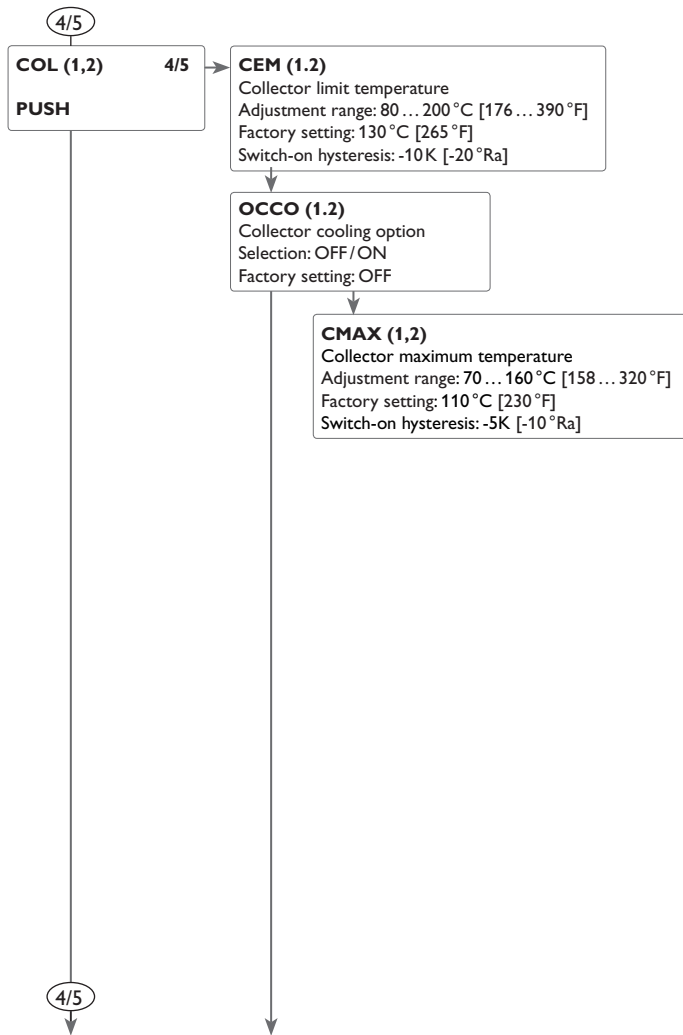 4/5
COL (1,2) 4/5
PUSH
CEM (1.2)
Collector limit temperature
Adjustment range: 80 … 200 °C [176 … 390 °F]
Factory setting: 130 °C [265 °F]
Switch-on hysteresis: -10 K [-20 °Ra]
OCCO (1.2)
Collector cooling option
Selection: OFF / ON
Factory setting: OFF
CMAX (1,2)
Collector maximum temperature
Adjustment range: 70 … 160 °C [158 … 320 °F]
Factory setting: 110 °C [230 °F]
Switch-on hysteresis: -5K [-10 °Ra]
4/5